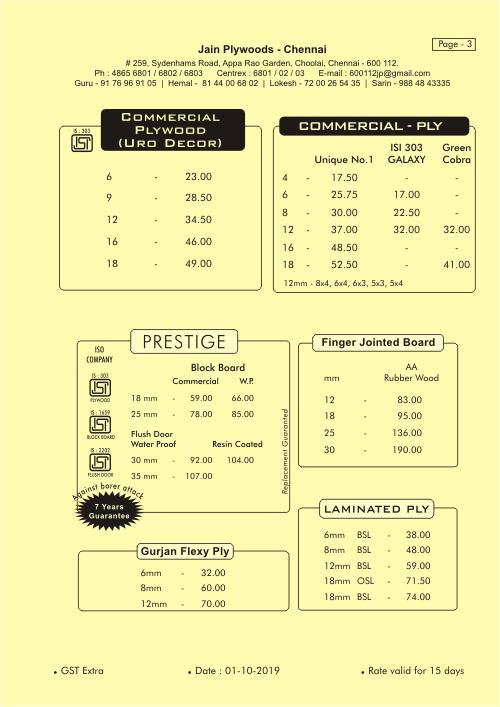 Page - 3
Jain Plywoods - Chennai
# 259, Sydenhams Road, Appa Rao Garden, Choolai, Chennai - 600 112.
Ph : 4865 6801 / 6802 / 6803 Centrex : 6801 / 02 / 03 E-mail : 600112jp@gmail.com
Guru - 91 76 96 91 05 | Hemal - 81 44 00 68 02 | Lokesh - 72 00 26 54 35 | Sarin - 988 48 43335
Commercial
Plywood
(Uro Decor)
IS : 303
ISI
6 - 23.00
9 - 28.50
12 - 34.50
16 - 46.00
18 - 49.00
COMMERCIAL - PLY
ISI 303 Green
Unique No.1 GALAXY Cobra
4 - 17.50 - -
6 - 25.75 17.00 -
8 - 30.00 22.50 -
12 - 37.00 32.00 32.00
16 - 48.50 - -
18 - 52.50 - 41.00
12mm - 8x4, 6x4, 6x3, 5x3, 5x4
PRESTIGE
ISO
COMPANY
IS : 303
ISI
PLYWOOD
IS : 1659
ISI
BLOCK BOARD
IS : 2202
ISI
FLUSH DOOR
Block Board
Commercial W.P.
18 mm - 59.00 66.00
25 mm - 78.00 85.00
Flush Door
Water Proof Resin Coated
30 mm - 92.00 104.00
35 mm - 107.00
Replacement Guaranted
Against borer attack
7 Years
Guarantee
Finger Jointed Board
AA
mm Rubber Wood
12 - 83.00
18 - 95.00
25 - 136.00
30 - 190.00
Gurjan Flexy Ply
6mm - 32.00
8mm - 60.00
12mm - 70.00
LAMINATED PLY
6mm BSL - 38.00
8mm BSL - 48.00
12mm BSL - 59.00
18mm OSL - 71.50
18mm BSL - 74.00
• GST Extra • Date : 01-10-2019 • Rate valid for 15 days